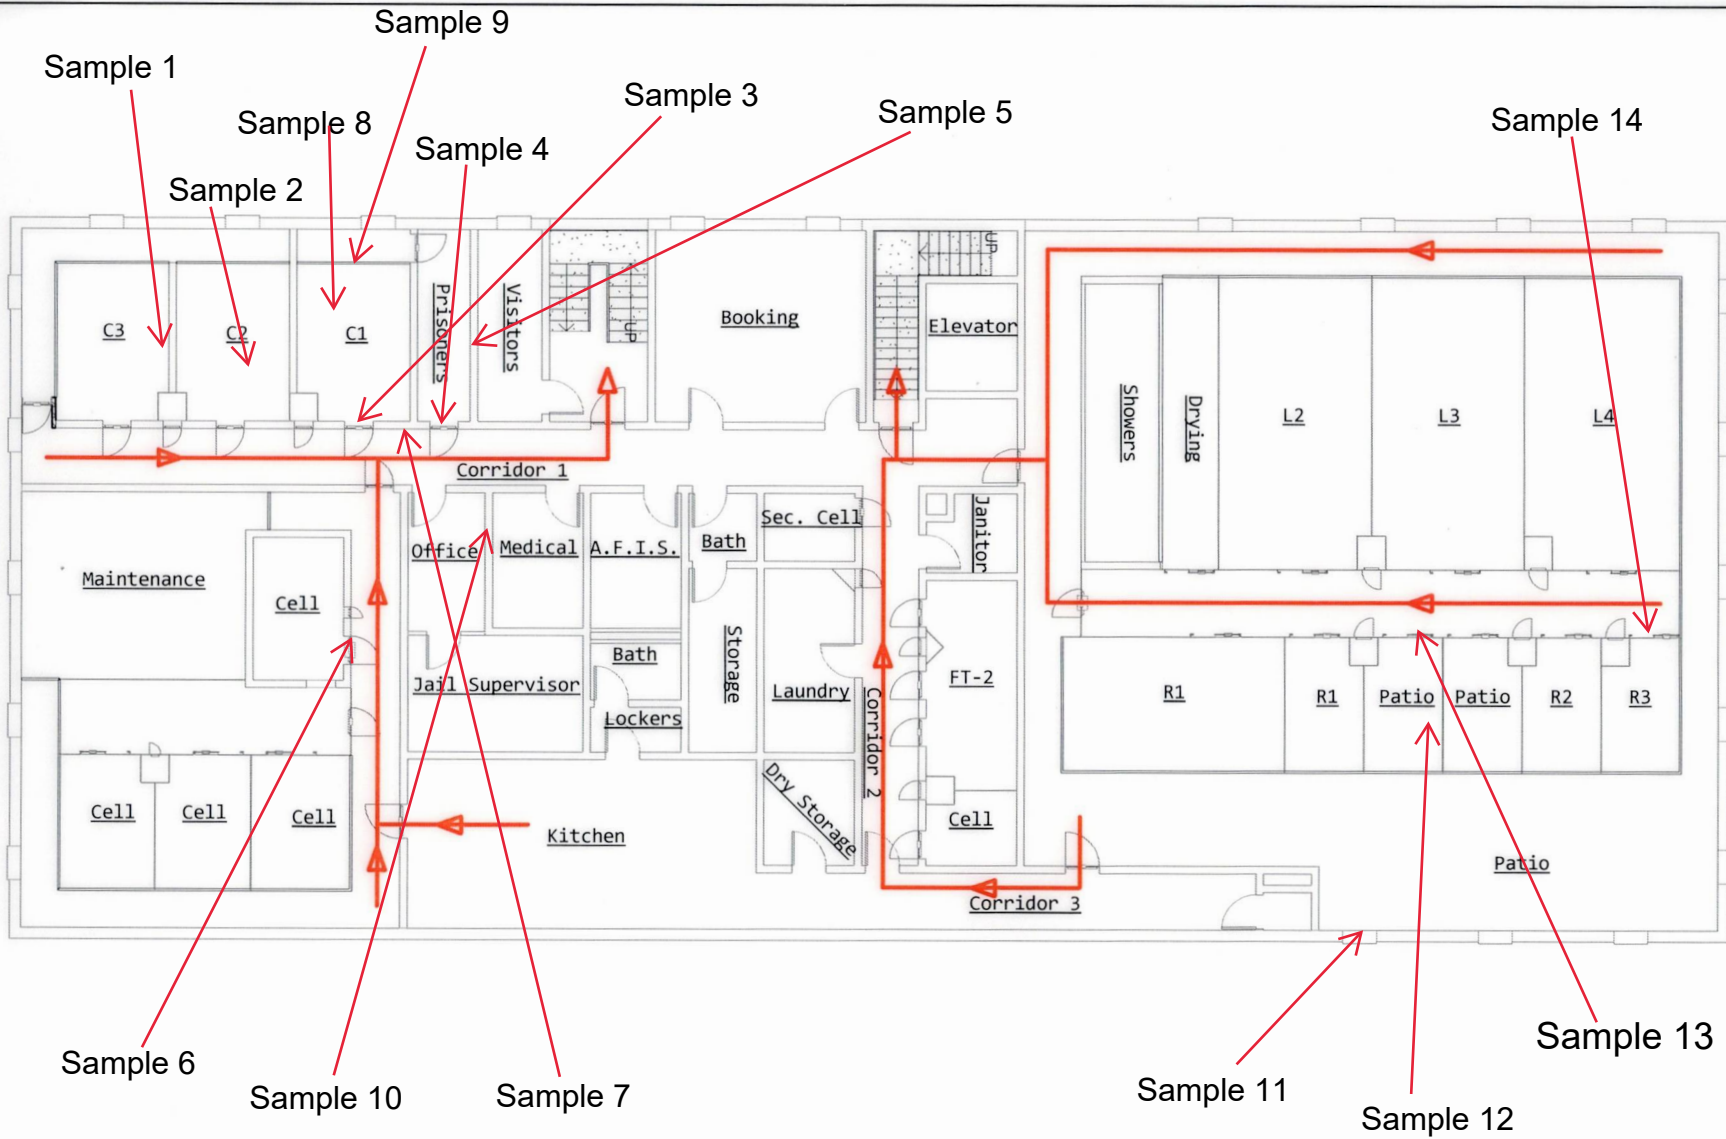 Sample 9
Sample 1
Sample 3
Sample 5
Sample 8
Sample 14
Sample 4
Sample 2
UP
Prisoners
Visitors
UP
Booking
Elevator
C3
C2
C1
Showers
Drying
L2
L3
L4
Corridor 1
Office
Medical
A.F.I.S.
Bath
Sec. Cell
Janitor
Maintenance
Cell
Storage
Bath
Jail Supervisor
Lockers
Laundry
Corridor 2
FT-2
R1
R1
Patio
Patio
R2
R3
Cell
Cell
Cell
Kitchen
Dry Storage
Cell
Patio
Corridor 3
Sample 13
Sample 6
Sample 10
Sample 7
Sample 11
Sample 12